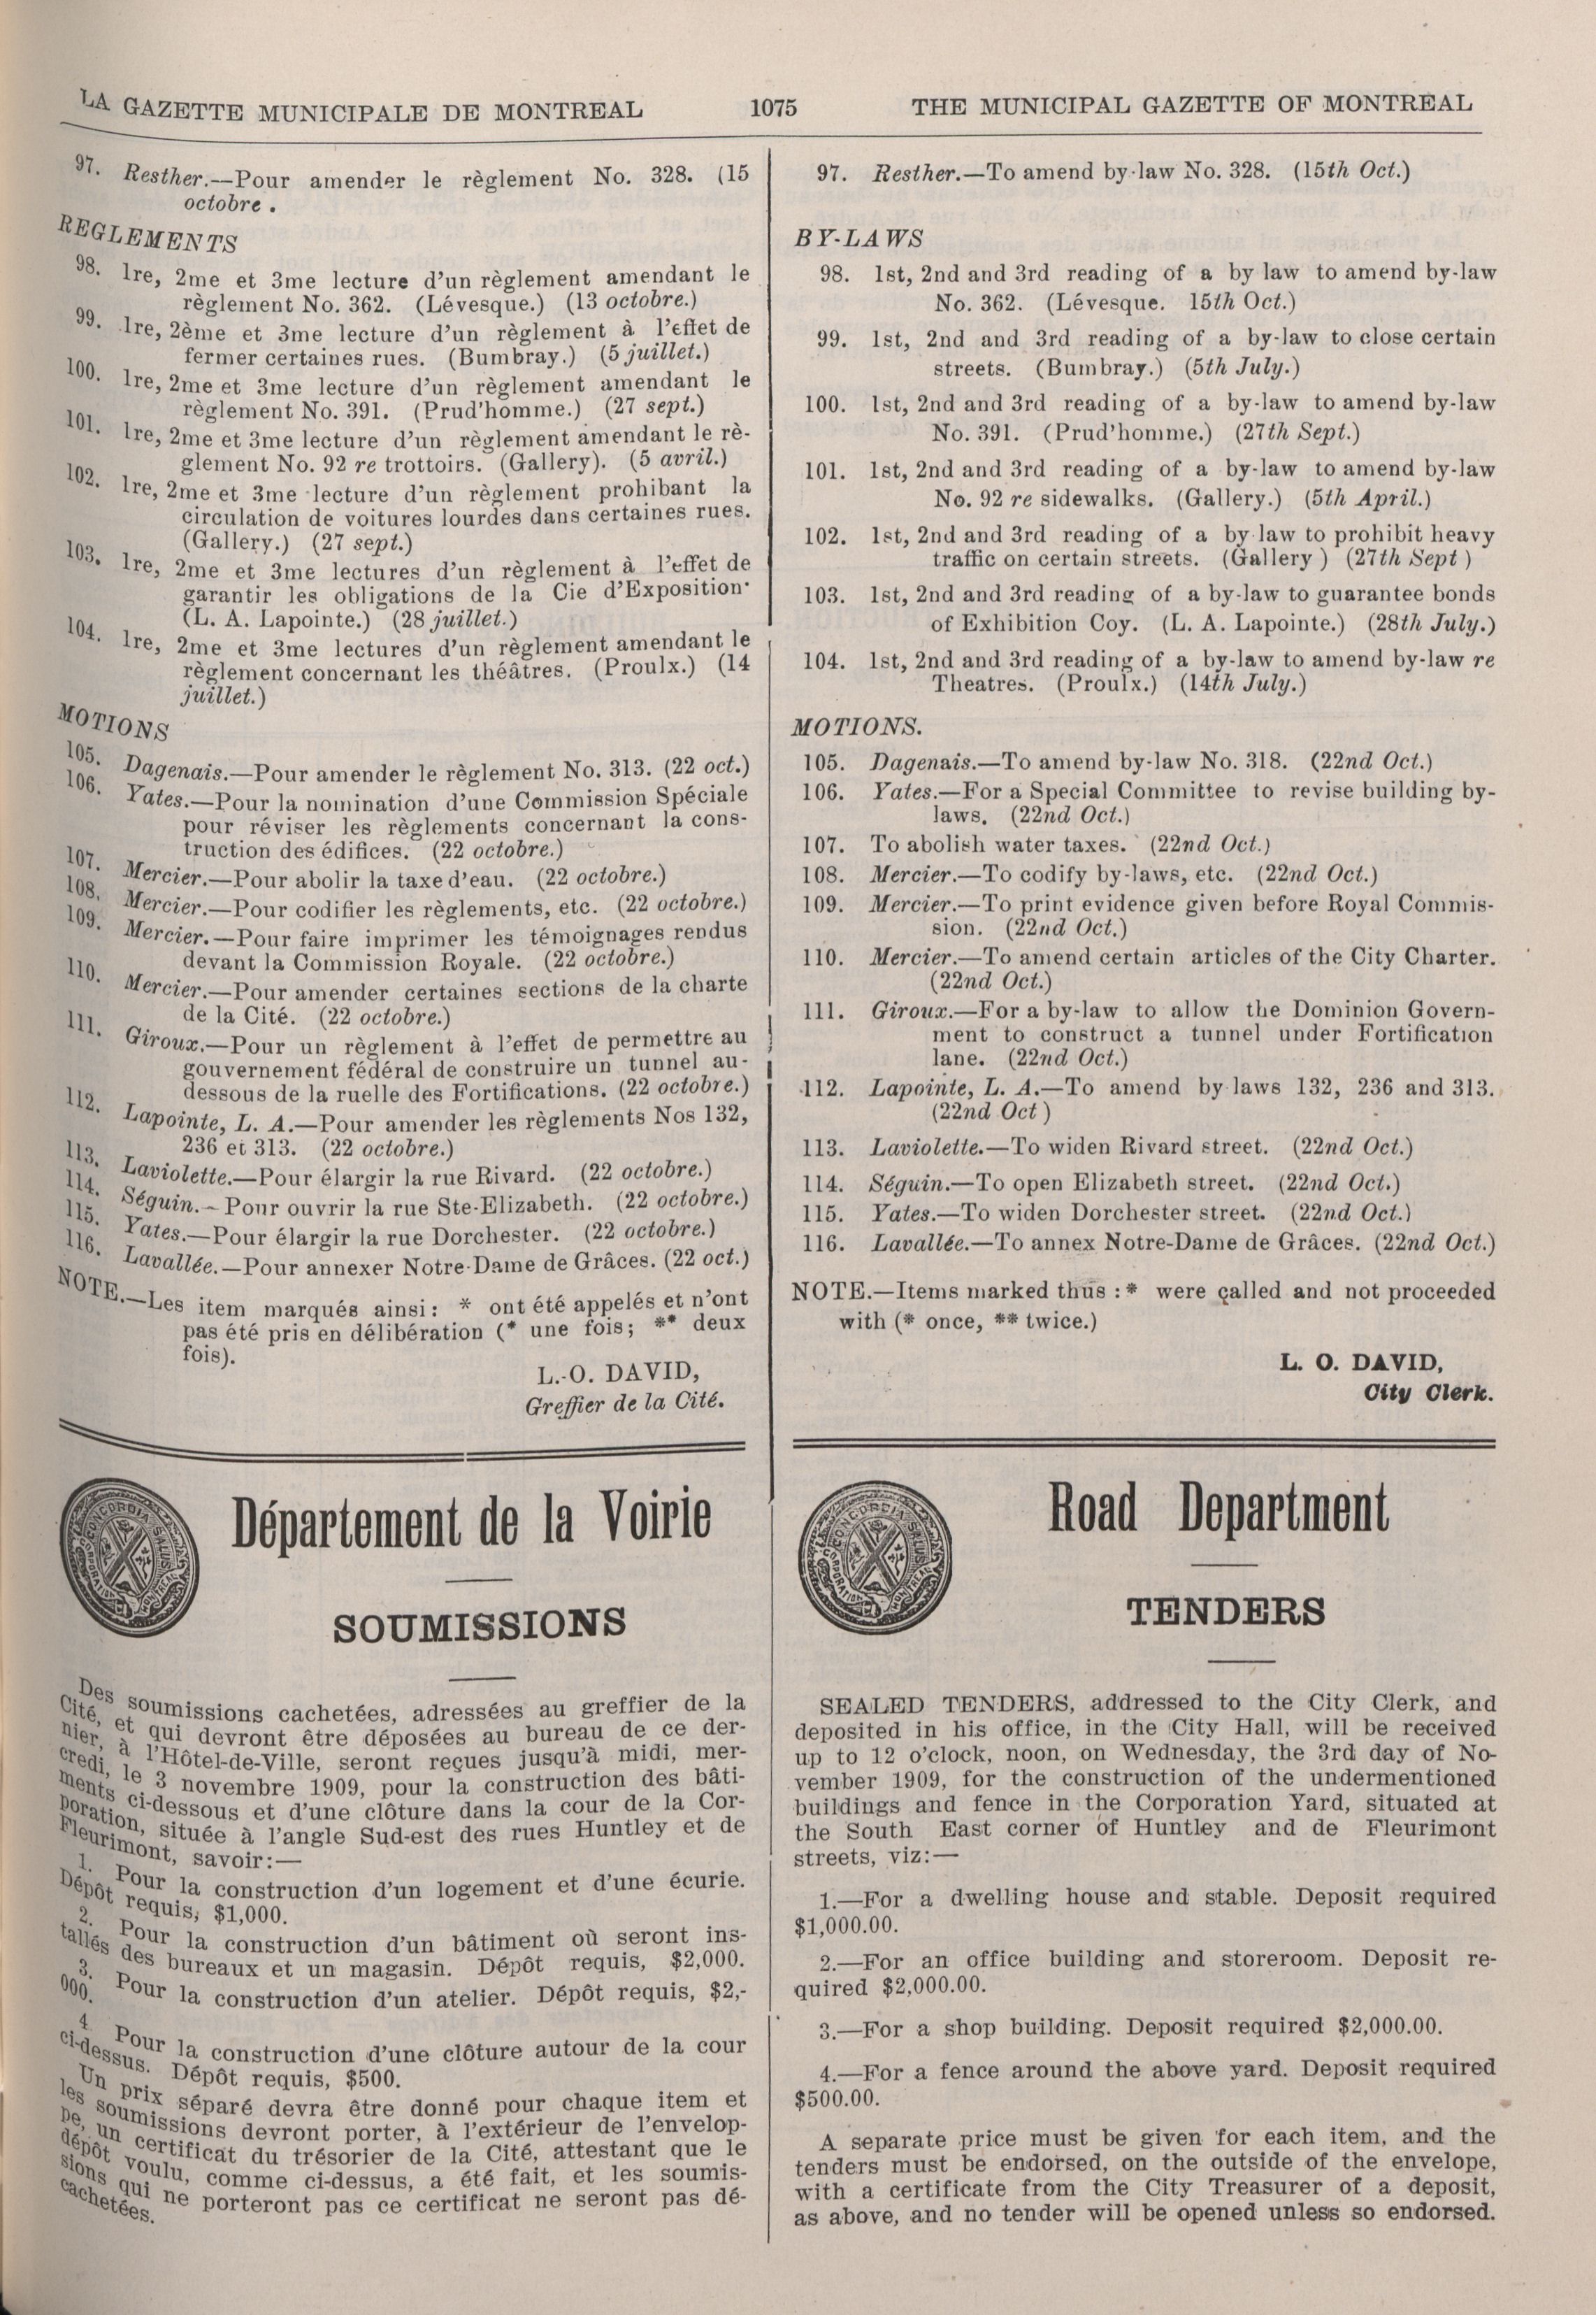 LA GAZETTE MUNICIPALE DE MONTREAL 1075 THE MUNICIPAL GAZETTE OF MONTREAL
97. Resther.—Pour amender le règlement No. 328. (15
octobre .
REGLEMENTS
98. 1re, 2me et 3me lecture d'un règlement amendant le
règlement No. 362. (Lévesque.) (13 octobre.)
99. 1re, 2ème et 3me lecture d'un règlement à l'effet de
fermer certaines rues. (Bumbray.) (5 juillet.)
100. 1re, 2me et 3me lecture d'un règlement amendant le
règlement No. 391. (Prud'homme.) (27 sept.)
101. 1re, 2me et 3me lecture d'un règlement amendant le rè-
glement No. 92 re trottoirs. (Gallery). (5 avril.)
102. 1re, 2me et 3me lecture d'un règlement prohibant la
circulation de voitures lourdes dans certaines rues.
(Gallery.) (27 sept.)
103. 1re, 2me et 3me lectures d'un règlement à l'effet de
garantir les obligations de la Cie d'Exposition·
(L. A. Lapointe.) (28 juillet.)
104. 1re, 2me et 3me lectures d'un règlement amendant le
règlement concernant les théâtres. (Proulx.) (14
juillet.)
MOTIONS
105. Dagenais.—Pour amender le règlement No. 313. (22 oct.)
106. Yates.—Pour la nomination d'une Commission Spéciale
pour réviser les règlements concernant la cons-
truction des édifices. (22 octobre.)
107. Mercier.—Pour abolir la taxe d'eau. (22 octobre.)
108. Mercier.—Pour codifier les règlements, etc. (22 octobre.)
109. Mercier.—Pour faire imprimer les témoignages rendus
devant la Commission Royale. (22 octobre.)
110. Mercier.—Pour amender certaines sections de la charte
de la Cité. (22 octobre.)
111. Giroux.—Pour un règlement à l'effet de permettre au
gouvernement fédéral de construire un tunnel au-
dessous de la ruelle des Fortifications. (22 octobre.)
112. Lapointe, L. A.—Pour amender les règlements Nos 132,
236 et 313. (22 octobre.)
113. Laviolette.—Pour élargir la rue Rivard. (22 octobre.)
114. Séguin.—Pour ouvrir la rue Ste-Elizabeth. (22 octobre.)
115. Yates.—Pour élargir la rue Dorchester. (22 octobre.)
116. Lavallée.—Pour annexer Notre-Dame de Grâces. (22 oct.)
NOTE.—Les item marqués ainsi: * ont été appelés et n'ont
pas été pris en délibération (* une fois; ** deux
fois).
L.-O. DAVID,
Greffier de la Cité.
Département de la Voirie
SOUMISSIONS
Des soumissions cachetées, adressées au greffier de la
Cité, et qui devront être déposées au bureau de ce der-
nier, à l'Hôtel-de-Ville, seront reçues jusqu'à midi, mer-
credi, le 3 novembre 1909, pour la construction des bâti-
ments ci-dessous et d'une clôture dans la cour de la Cor-
poration, située à l'angle Sud-est des rues Huntley et de
Fleurimont, savoir:—
1. Pour la construction d'un logement et d'une écurie.
Dépôt requis, $1,000.
2. Pour la construction d'un bâtiment où seront ins-
tallés des bureaux et un magasin. Dépôt requis, $2,000.
3. Pour la construction d'un atelier. Dépôt requis, $2,-
000.
4 Pour la construction d'une clôture autour de la cour
ci-dessus. Dépôt requis, $500.
Un prix séparé devra être donné pour chaque item et
les soumissions devront porter, à l'extérieur de l'envelop-
pe, un certificat du trésorier de la Cité, attestant que le
dépôt voulu, comme ci-dessus, a été fait, et les soumis-
sions qui ne porteront pas ce certificat ne seront pas dé-
cachetées.
97. Resther.—To amend by-law No. 328. (15th Oct.)
BY-LAWS
98. 1st, 2nd and 3rd reading of a by law to amend by-law
No. 362. (Lévesque. 15th Oct.)
99. 1st, 2nd and 3rd reading of a by-law to close certain
streets. (Bumbray.) (5th July.)
100. 1st, 2nd and 3rd reading of a by-law to amend by-law
No. 391. (Prud'homme.) (27th Sept.)
101. 1st, 2nd and 3rd reading of a by-law to amend by-law
No. 92 re sidewalks. (Gallery.) (5th April.)
102. 1st, 2nd and 3rd reading of a by law to prohibit heavy
traffic on certain streets. (Gallery ) (27th Sept )
103. 1st, 2nd and 3rd reading of a by-law to guarantee bonds
of Exhibition Coy. (L. A. Lapointe.) (28th July.)
104. 1st, 2nd and 3rd reading of a by-law to amend by-law re
Theatres. (Proulx.) (14th July.)
MOTIONS.
105. Dagenais.—To amend by-law No. 318. (22nd Oct.)
106. Yates.—For a Special Committee to revise building by-
laws. (22nd Oct.)
107. To abolish water taxes. (22nd Oct.)
108. Mercier.—To codify by-laws, etc. (22nd Oct.)
109. Mercier.—To print evidence given before Royal Commis-
sion. (22nd Oct.)
110. Mercier.—To amend certain articles of the City Charter.
(22nd Oct.)
111. Giroux.—For a by-law to allow the Dominion Govern-
ment to construct a tunnel under Fortification
lane. (22nd Oct.)
112. Lapointe, L. A.—To amend by laws 132, 236 and 313.
(22nd Oct )
113. Laviolette.—To widen Rivard street. (22nd Oct.)
114. Séguin.—To open Elizabeth street. (22nd Oct.)
115. Yates.—To widen Dorchester street. (22nd Oct.)
116. Lavallée.—To annex Notre-Dame de Grâces. (22nd Oct.)
NOTE.—Items marked thus : * were called and not proceeded
with (* once, ** twice.)
L. O. DAVID,
City Clerk.
Road Department
TENDERS
SEALED TENDERS, addressed to the City Clerk, and
deposited in his office, in the City Hall, will be received
up to 12 o'clock, noon, on Wednesday, the 3rd day of No-
vember 1909, for the construction of the undermentioned
buildings and fence in the Corporation Yard, situated at
the South East corner of Huntley and de Fleurimont
streets, viz:—
1.—For a dwelling house and stable. Deposit required
$1,000.00.
2.—For an office building and storeroom. Deposit re-
quired $2,000.00.
3.—For a shop building. Deposit required $2,000.00.
4.—For a fence around the above yard. Deposit required
$500.00.
A separate price must be given for each item, and the
tenders must be endorsed, on the outside of the envelope,
with a certificate from the City Treasurer of a deposit,
as above, and no tender will be opened unless so endorsed.
CONCORDIA SALUS
CORPORATION MONTREAL
CONCORDIA SALUS
CORPORATION MONTREAL